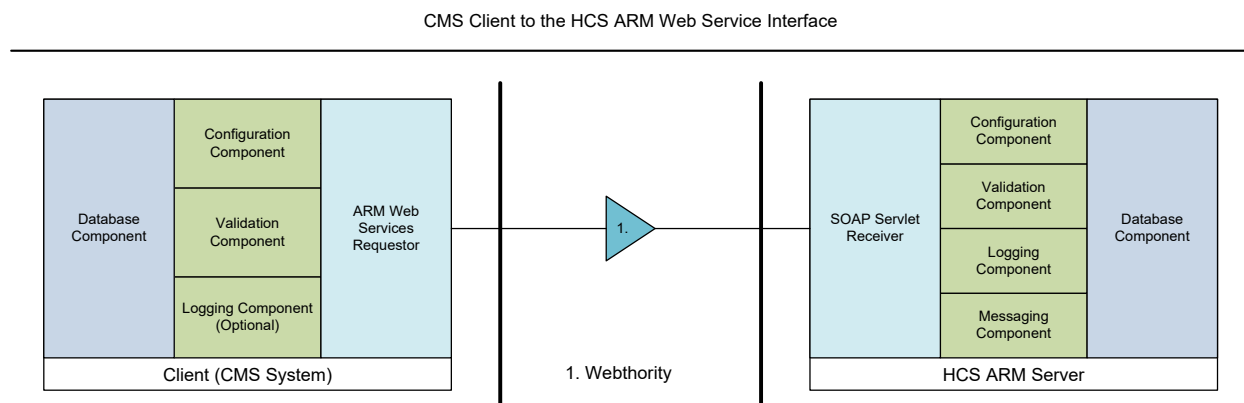 CMS Client to the HCS ARM Web Service Interface
Database
Component
Configuration
Component
Validation
Component
Logging Component
(Optional)
ARM Web
Services
Requestor
Client (CMS System)
1.
1. Webthority
SOAP Servlet
Receiver
Configuration
Component
Validation
Component
Logging
Component
Messaging
Component
Database
Component
HCS ARM Server